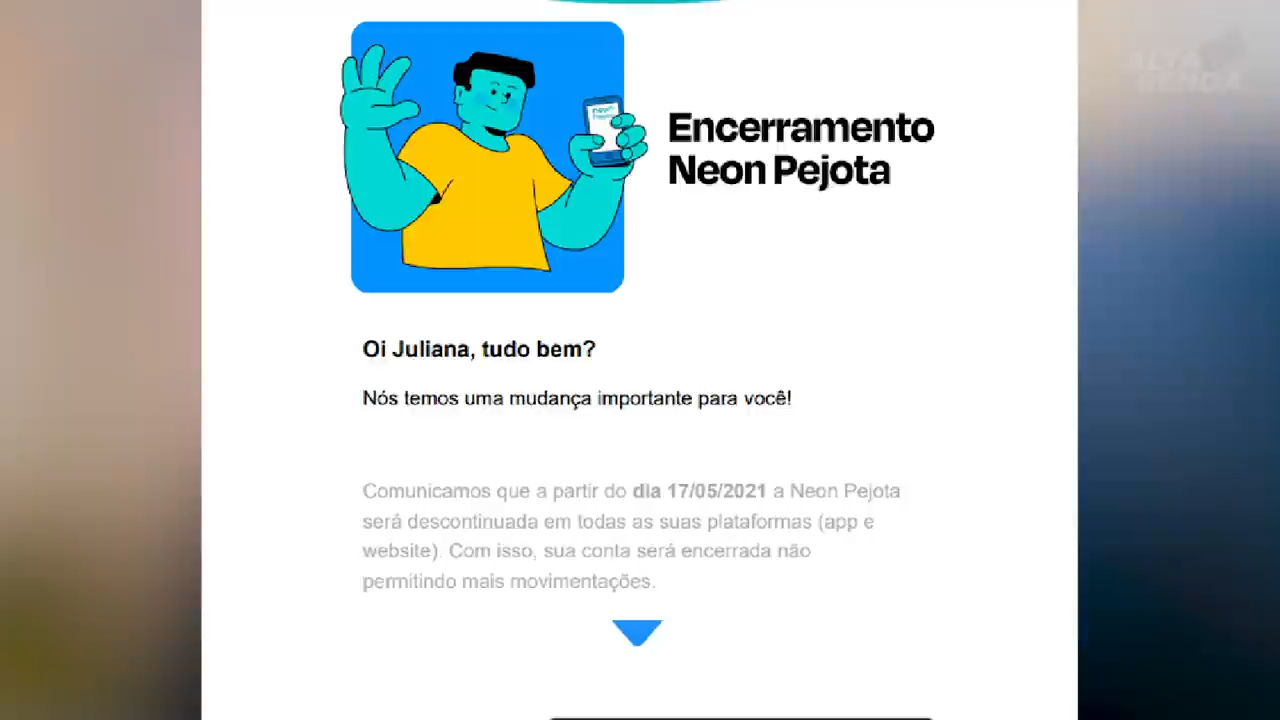 ALTA
RENDA
Encerramento
Neon Pejota
Oi Juliana, tudo bem?
Nós temos uma mudança importante para você!
Comunicamos que a partir do dia 17/05/2021 a Neon Pejota
será descontinuada em todas as suas plataformas (app e
website). Com isso, sua conta será encerrada não
permitindo mais movimentações.